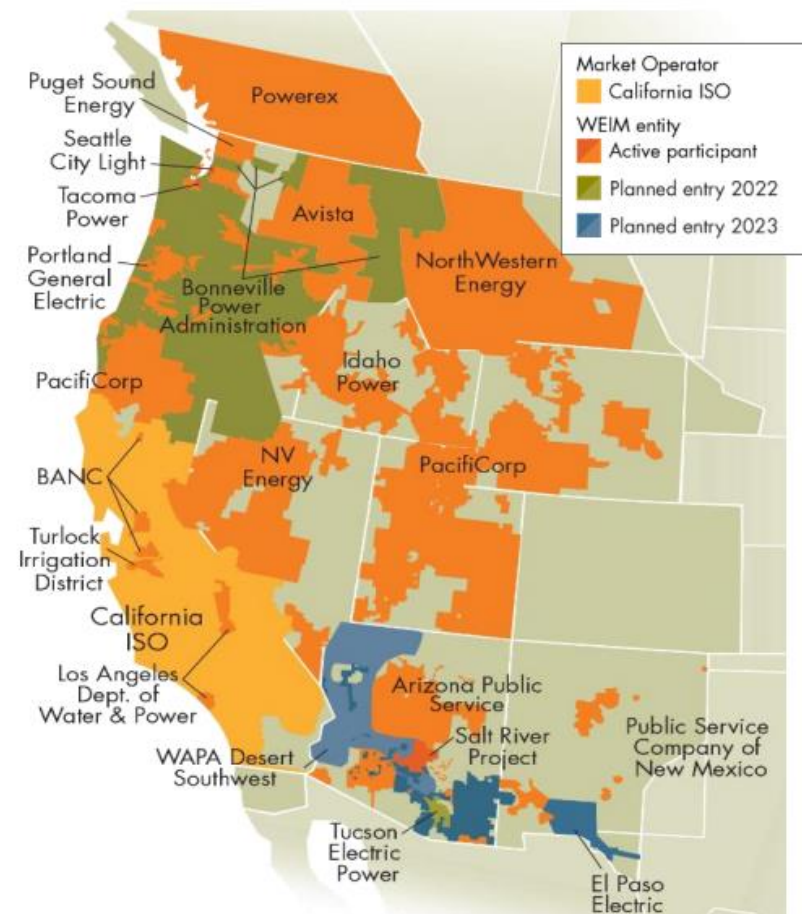 Market Operator
California ISO
WEIM entity
Active participant
Planned entry 2022
Planned entry 2023
Powerex
Puget Sound
Energy
Seattle
City Light
Tacoma
Power
Avista
Portland
General
Electric
Bonneville
Power
Administration
NorthWestern
Energy
Idaho
Power
PacifiCorp
NV
Energy
PacifiCorp
BANC
Turlock
Irrigation
District
California
ISO
Los Angeles
Dept. of
Water & Power
Arizona Public
Service
Salt River
Project
Public Service
Company of
New Mexico
WAPA Desert
Southwest
Tucson
Electric
Power
El Paso
Electric